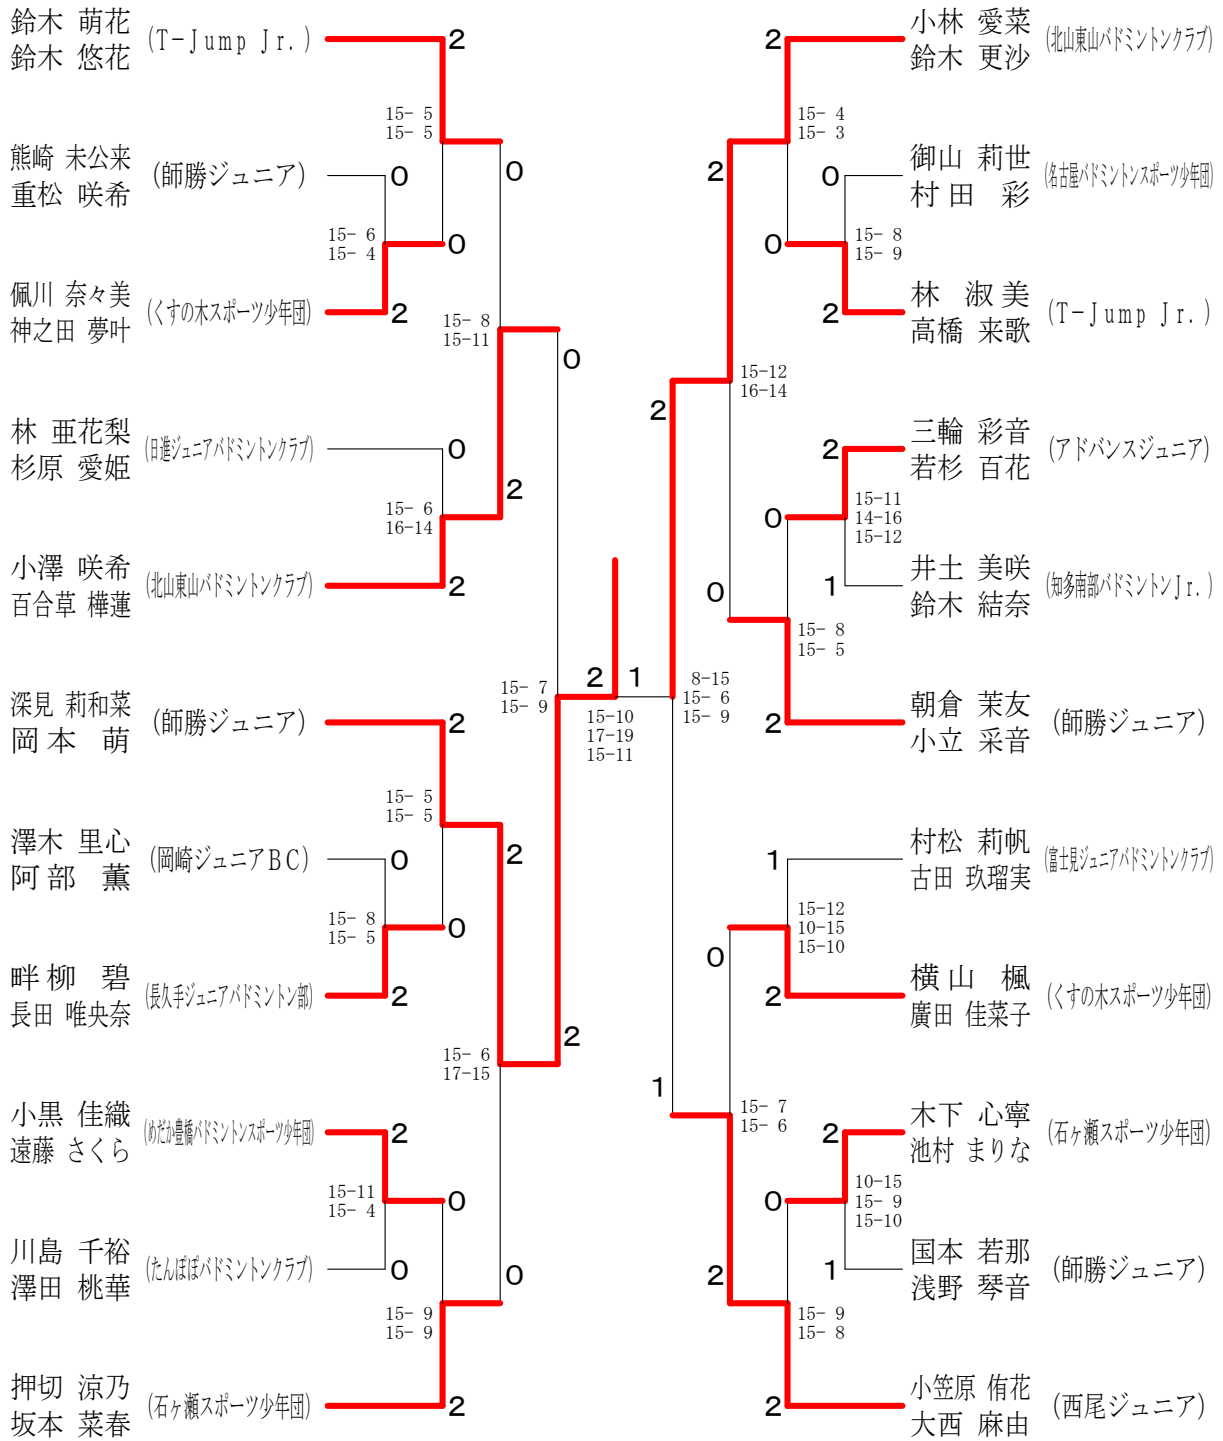 鈴木 萌花
鈴木 悠花
(T-Jump Jr.)
2
15- 5
15- 5
熊崎 未公来
重松 咲希
(師勝ジュニア)
0
0
15- 6
15- 4
0
佩川 奈々美
神之田 夢叶
(くすの木スポーツ少年団)
2
15- 8
15-11
0
林 亜花梨
杉原 愛姫
(日進ジュニアバドミントンクラブ)
0
2
15- 6
16-14
小澤 咲希
百合草 樺蓮
(北山東山バドミントンクラブ)
2
深見 莉和菜
岡本 萌
(師勝ジュニア)
2
15- 7
15- 9
2
1
15-10
17-19
15-11
15- 5
15- 5
澤木 里心
阿部 薫
(岡崎ジュニアBC)
0
2
15- 8
15- 5
0
畔柳 碧
長田 唯央奈
(長久手ジュニアバドミントン部)
2
2
15- 6
17-15
小黒 佳織
遠藤 さくら
(めだか豊橋バドミントンスポーツ少年団)
2
15-11
15- 4
0
川島 千裕
澤田 桃華
(たんぽぽバドミントンクラブ)
0
0
15- 9
15- 9
押切 涼乃
坂本 菜春
(石ヶ瀬スポーツ少年団)
2
2
小林 愛菜
鈴木 更沙
(北山東山バドミントンクラブ)
15- 4
15- 3
2
0
御山 莉世
村田 彩
(名古屋バドミントンスポーツ少年団)
0
15- 8
15- 9
2
林 淑美
高橋 来歌
(T-Jump Jr.)
2
15-12
16-14
2
三輪 彩音
若杉 百花
(アドバンスジュニア)
0
15-11
14-16
15-12
0
1
井土 美咲
鈴木 結奈
(知多南部バドミントンJr.)
15- 8
15- 5
8-15
15- 6
15- 9
2
朝倉 茉友
小立 采音
(師勝ジュニア)
1
村松 莉帆
古田 玖瑠実
(富士見ジュニアバドミントンクラブ)
15-12
10-15
15-10
0
2
横山 楓
廣田 佳菜子
(くすの木スポーツ少年団)
1
15- 7
15- 6
2
木下 心寧
池村 まりな
(石ヶ瀬スポーツ少年団)
0
10-15
15- 9
15-10
2
1
国本 若那
浅野 琴音
(師勝ジュニア)
15- 9
15- 8
2
小笠原 侑花
大西 麻由
(西尾ジュニア)